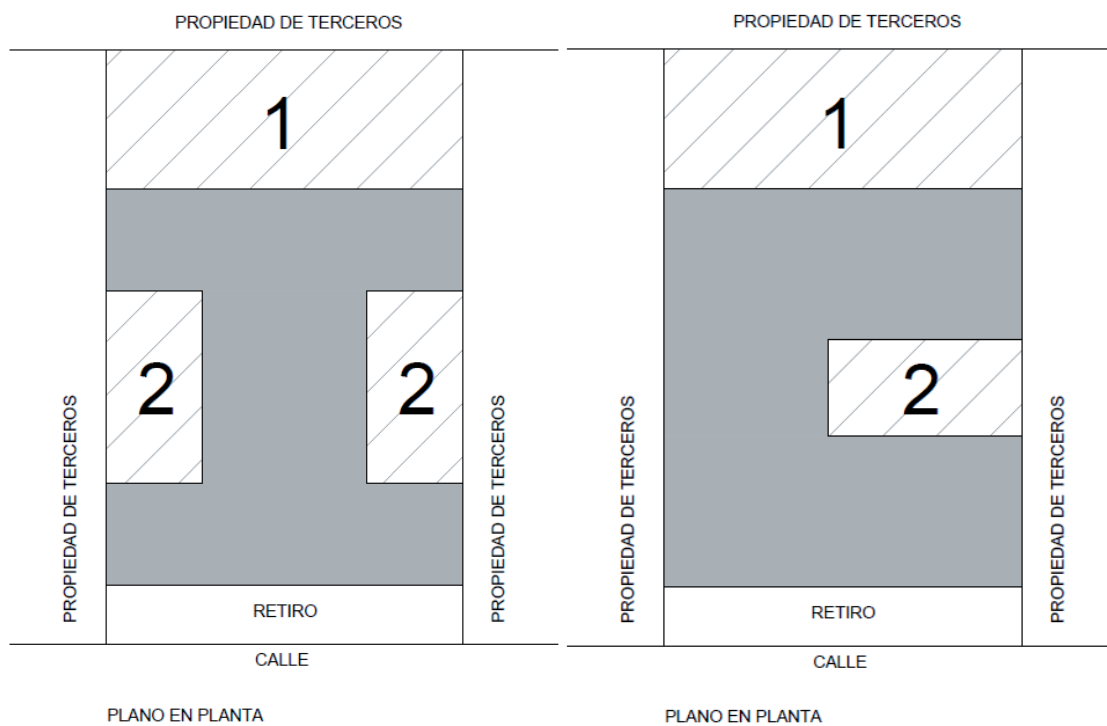 PROPIEDAD DE TERCEROS
1
2
2
PROPIEDAD DE TERCEROS
PROPIEDAD DE TERCEROS
RETIRO
CALLE
PLANO EN PLANTA
PROPIEDAD DE TERCEROS
1
2
PROPIEDAD DE TERCEROS
PROPIEDAD DE TERCEROS
RETIRO
CALLE
PLANO EN PLANTA